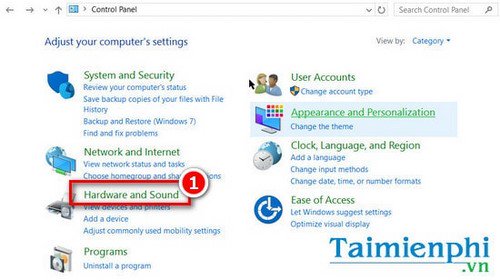 Control Panel
Search Control Panel
Adjust your computer's settings
View by: Category
System and Security
Review your computer's status
Save backup copies of your files with File
History
Backup and Restore (Windows 7)
Find and fix problems
Network and Internet
View network status and tasks
Choose homegroup and sharing options
Hardware and Sound
1
View devices and printers
Add a device
Adjust commonly used mobility settings
Programs
Uninstall a program
User Accounts
Change account type
Appearance and Personalization
Change the theme
Clock, Language, and Region
Add a language
Change input methods
Change date, time, or number formats
Ease of Access
Let Windows suggest settings
Optimize visual display
Taimienphi
.vn